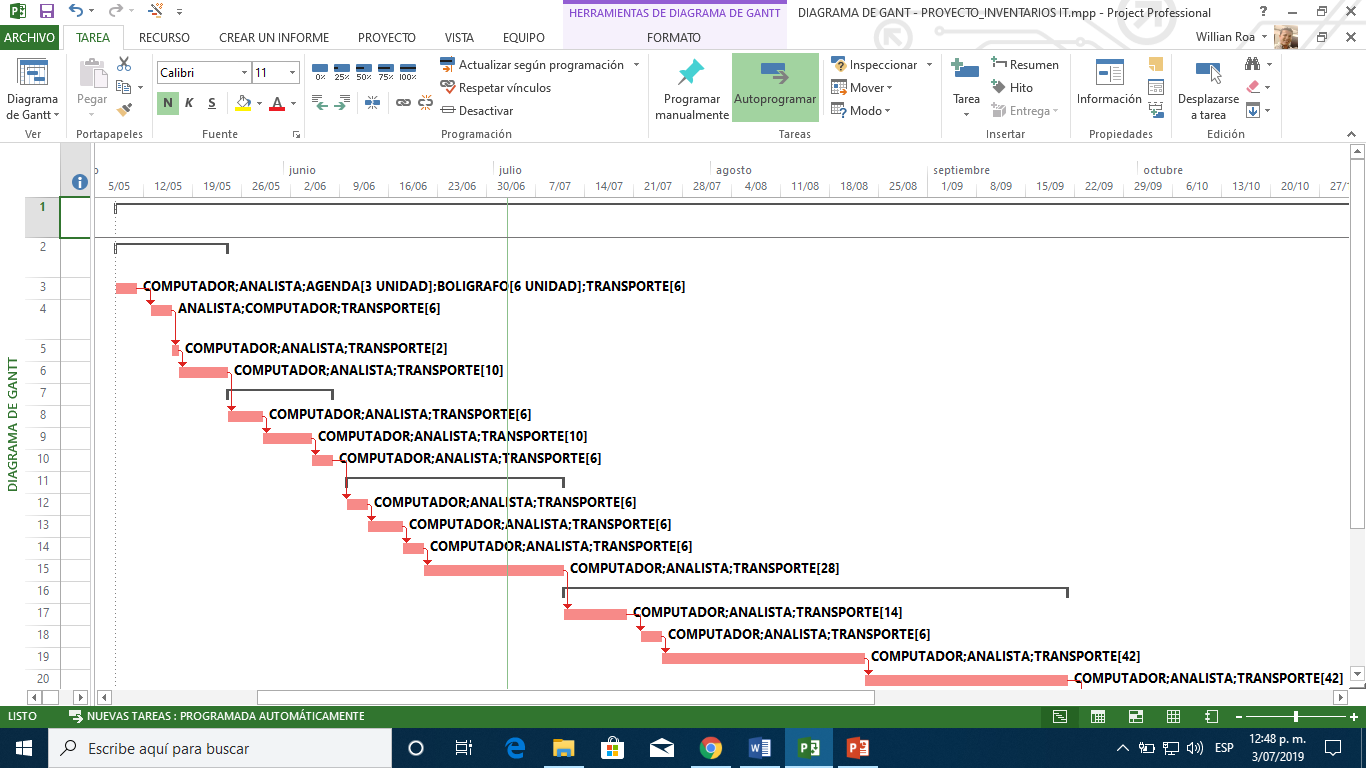 HERRAMIENTAS DE DIAGRAMA DE GANTT
DIAGRAMA DE GANT - PROYECTO_INVENTARIOS IT.mpp - Project Professional
ARCHIVO TAREA RECURSO CREAR UN INFORME PROYECTO VISTA EQUIPO FORMATO Willian Roa
Diagrama de Gantt
Ver
Pegar
Portapapeles
Calibri 11
N K S
Fuente
0% 25% 50% 75% 100%
Actualizar según programación
Respetar vínculos
Desactivar
Programación
Programar manualmente
Autoprogramar
Inspeccionar
Mover
Modo
Tareas
Tarea
Resumen
Hito
Entrega
Insertar
Información
Propiedades
Desplazarse a tarea
Edición
junio julio agosto septiembre octubre
5/05 12/05 19/05 26/05 2/06 9/06 16/06 23/06 30/06 7/07 14/07 21/07 28/07 4/08 11/08 18/08 25/08 1/09 8/09 15/09 22/09 29/09 6/10 13/10 20/10 27/1
DIAGRAMA DE GANTT
1
2
3 COMPUTADOR;ANALISTA;AGENDA[3 UNIDAD];BOLIGRAFO[6 UNIDAD];TRANSPORTE[6]
4 ANALISTA;COMPUTADOR;TRANSPORTE[6]
5 COMPUTADOR;ANALISTA;TRANSPORTE[2]
6 COMPUTADOR;ANALISTA;TRANSPORTE[10]
7
8 COMPUTADOR;ANALISTA;TRANSPORTE[6]
9 COMPUTADOR;ANALISTA;TRANSPORTE[10]
10 COMPUTADOR;ANALISTA;TRANSPORTE[6]
11
12 COMPUTADOR;ANALISTA;TRANSPORTE[6]
13 COMPUTADOR;ANALISTA;TRANSPORTE[6]
14 COMPUTADOR;ANALISTA;TRANSPORTE[6]
15 COMPUTADOR;ANALISTA;TRANSPORTE[28]
16
17 COMPUTADOR;ANALISTA;TRANSPORTE[14]
18 COMPUTADOR;ANALISTA;TRANSPORTE[6]
19 COMPUTADOR;ANALISTA;TRANSPORTE[42]
20 COMPUTADOR;ANALISTA;TRANSPORTE[42]
LISTO NUEVAS TAREAS : PROGRAMADA AUTOMÁTICAMENTE
Escribe aquí para buscar
ESP
12:48 p. m.
3/07/2019